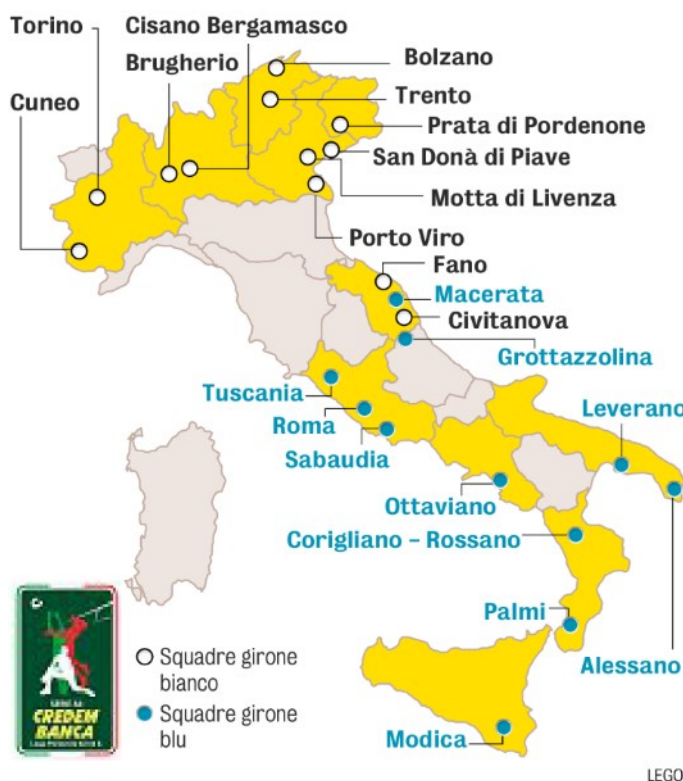 Torino
Cisano Bergamasco
Brugherio
Bolzano
Cuneo
Trento
Prata di Pordenone
San Donà di Piave
Motta di Livenza
Porto Viro
Fano
Macerata
Civitanova
Grottazzolina
Tuscania
Roma
Sabaudia
Leverano
Ottaviano
Corigliano – Rossano
Palmi
Alessano
Modica
Squadre girone
bianco
Squadre girone
blu
CREDEM
BANCA
LEGO